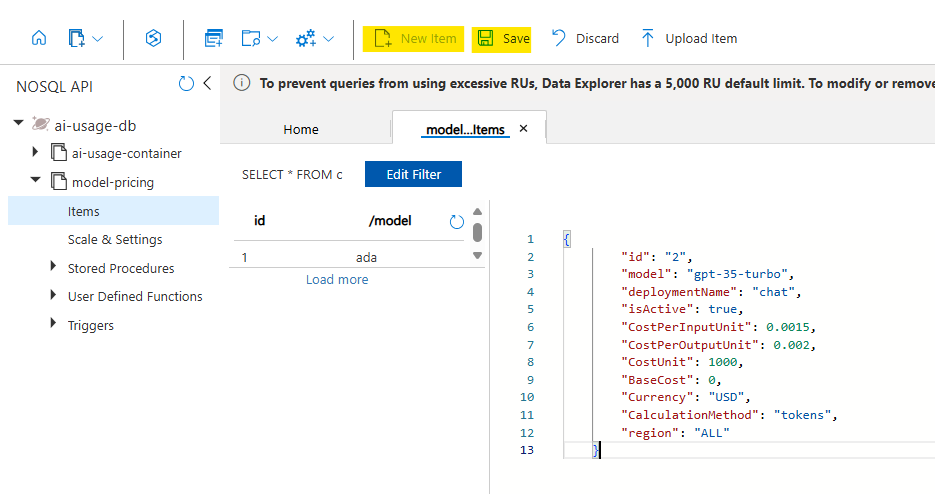 New Item
Save
Discard
Upload Item
NOSQL API
To prevent queries from using excessive RUs, Data Explorer has a 5,000 RU default limit. To modify or remove
ai-usage-db
ai-usage-container
model-pricing
Items
Scale & Settings
Stored Procedures
User Defined Functions
Triggers
Home
model...Items
SELECT * FROM c
Edit Filter
id /model
1 ada
Load more
1 {
2 "id": "2",
3 "model": "gpt-35-turbo",
4 "deploymentName": "chat",
5 "isActive": true,
6 "CostPerInputUnit": 0.0015,
7 "CostPerOutputUnit": 0.002,
8 "CostUnit": 1000,
9 "BaseCost": 0,
10 "Currency": "USD",
11 "CalculationMethod": "tokens",
12 "region": "ALL"
13 }